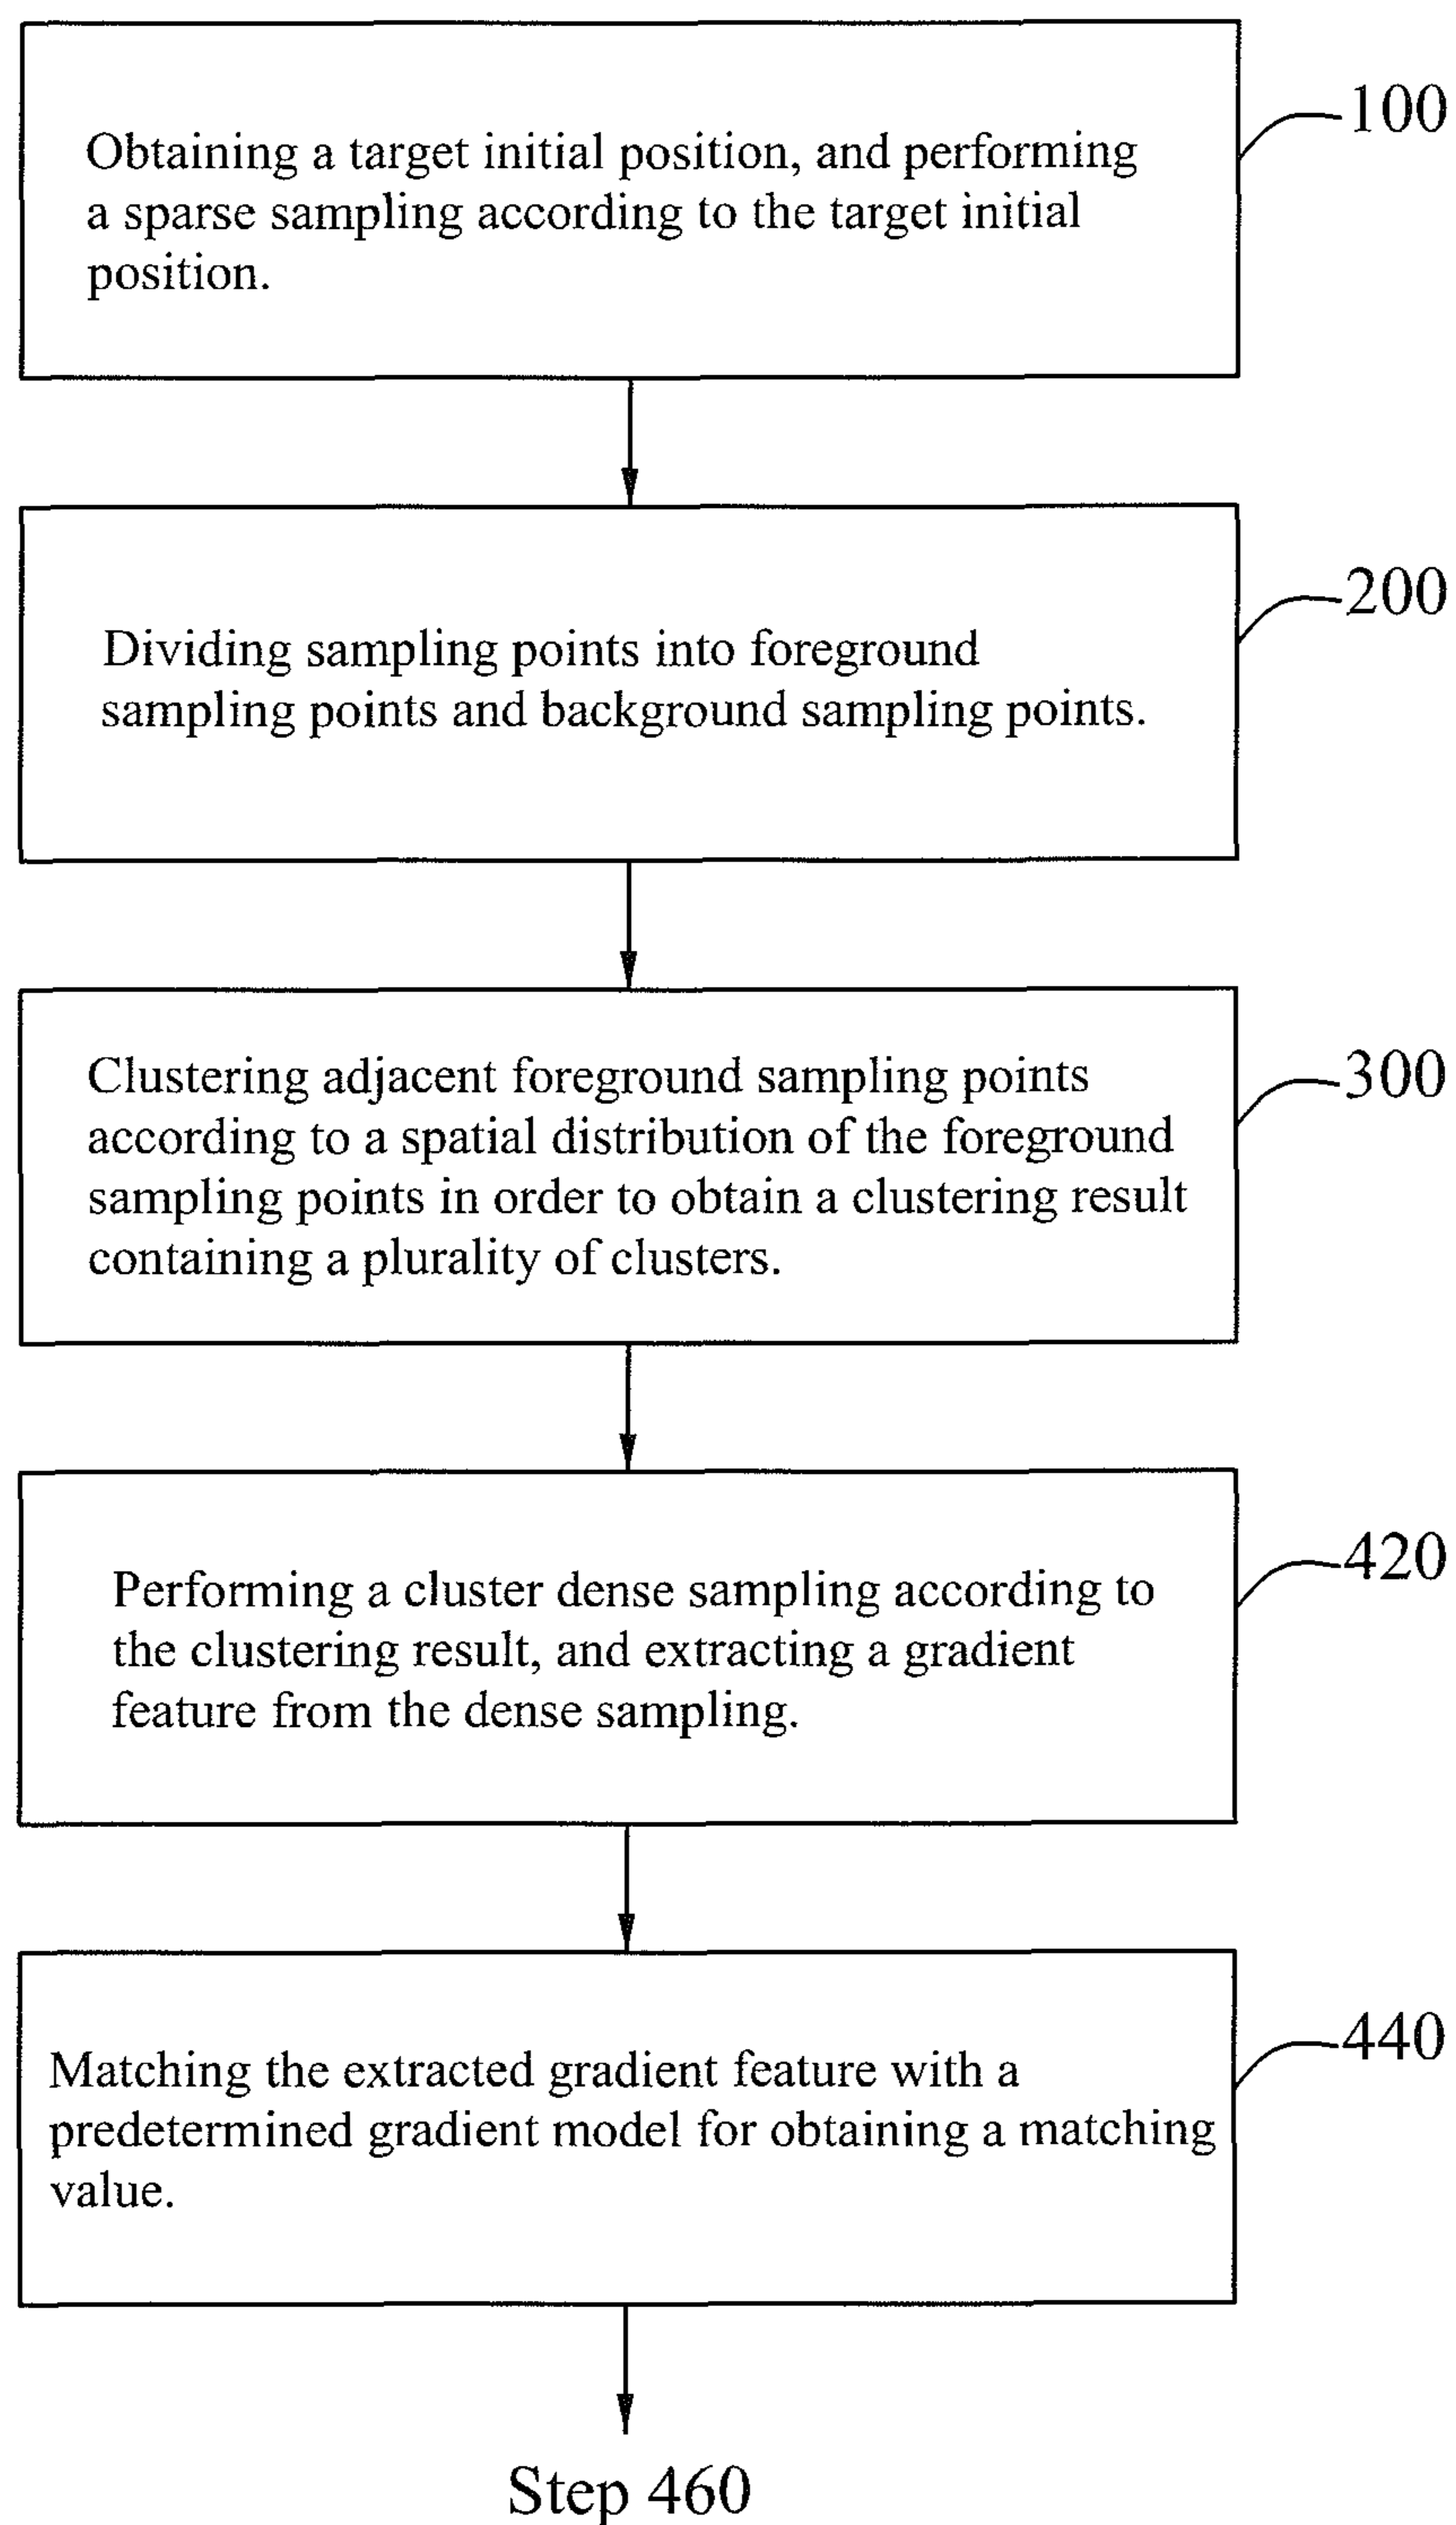 100
Obtaining a target initial position, and performing
a sparse sampling according to the target initial
position.
200
Dividing sampling points into foreground
sampling points and background sampling points.
300
Clustering adjacent foreground sampling points
according to a spatial distribution of the foreground
sampling points in order to obtain a clustering result
containing a plurality of clusters.
420
Performing a cluster dense sampling according to
the clustering result, and extracting a gradient
feature from the dense sampling.
440
Matching the extracted gradient feature with a
predetermined gradient model for obtaining a matching
value.
Step 460